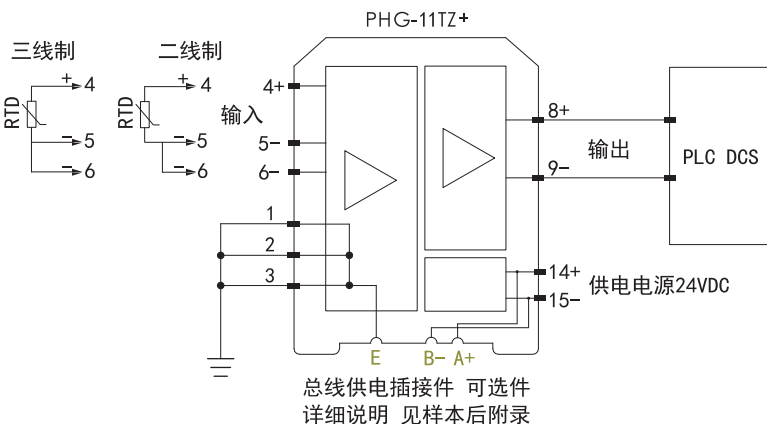 PHG-11TZ+
三线制
二线制
RTD
+ 4
- 5
- 6
RTD
+ 4
- 5
- 6
输入
4+
5-
6-
1
2
3
8+
输出
9-
PLC DCS
14+
供电电源24VDC
15-
E
B- A+
总线供电插接件 可选件
详细说明 见样本后附录